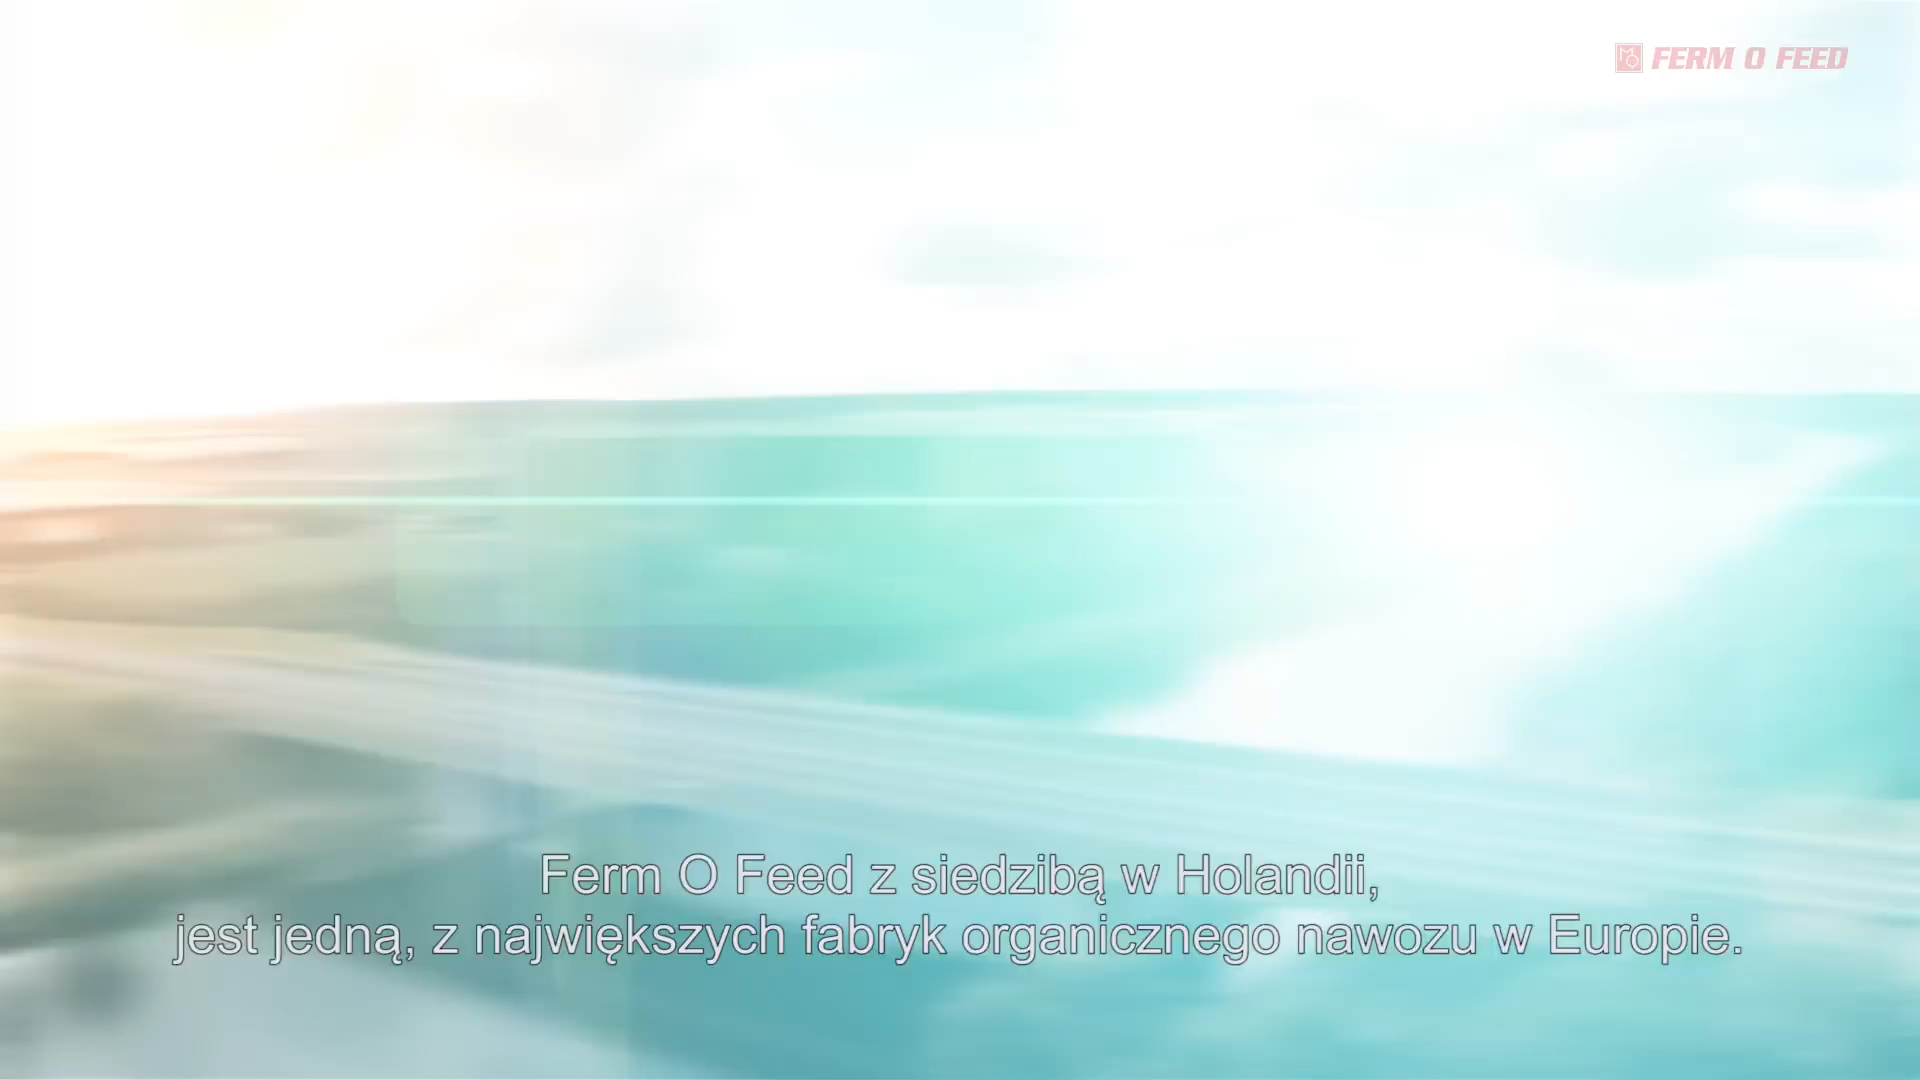 FERM O FEED
Ferm O Feed z siedzibą w Holandii,
jest jedną, z największych fabryk organicznego nawozu w Europie.